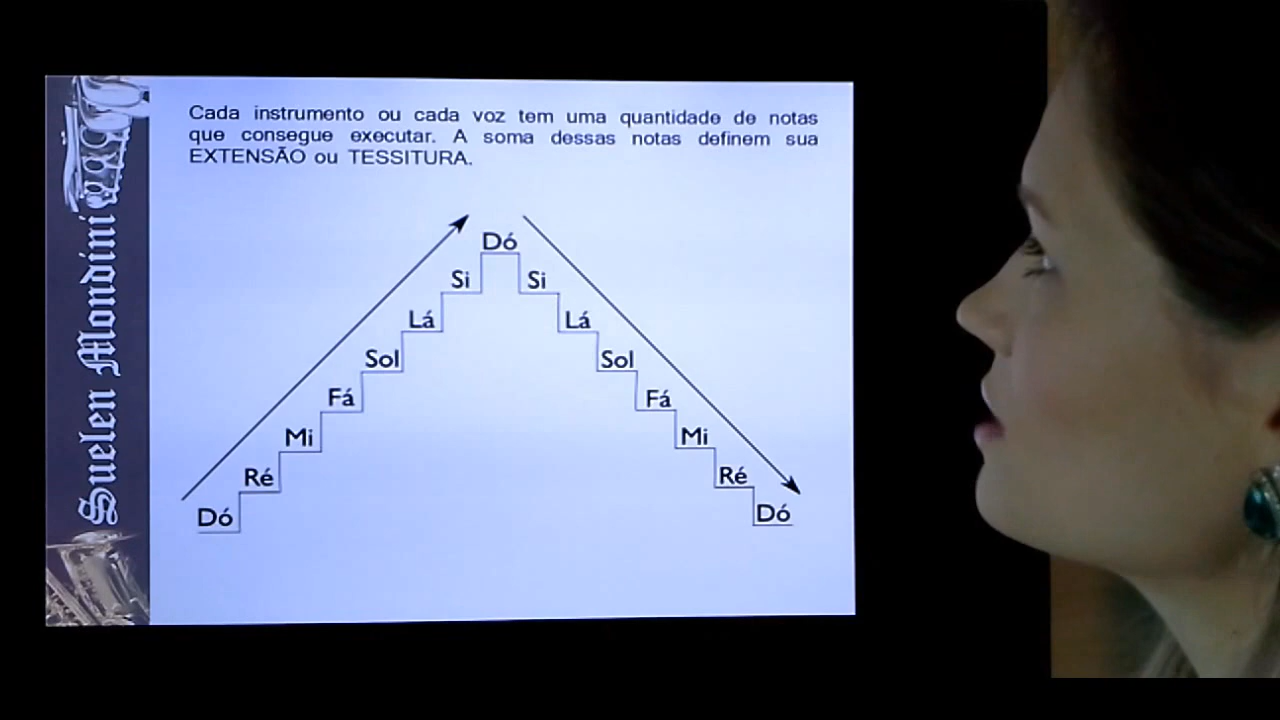 Cada instrumento ou cada voz tem uma quantidade de notas
que consegue executar. A soma dessas notas definem sua
EXTENSÃO ou TESSITURA.
Dó
Si
Si
Lá
Lá
Sol
Sol
Fá
Fá
Mi
Mi
Ré
Ré
Dó
Dó
Suelen Mondini